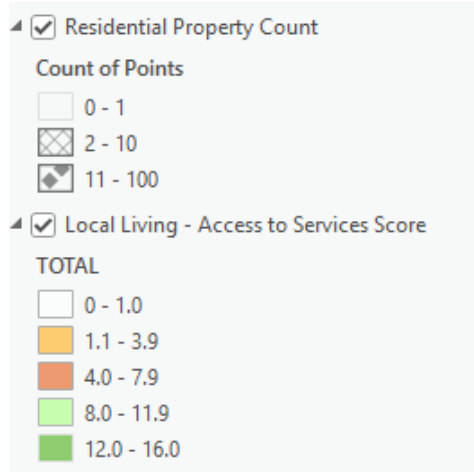 Residential Property Count
Count of Points
0 - 1
2 - 10
11 - 100
Local Living - Access to Services Score
TOTAL
0 - 1.0
1.1 - 3.9
4.0 - 7.9
8.0 - 11.9
12.0 - 16.0